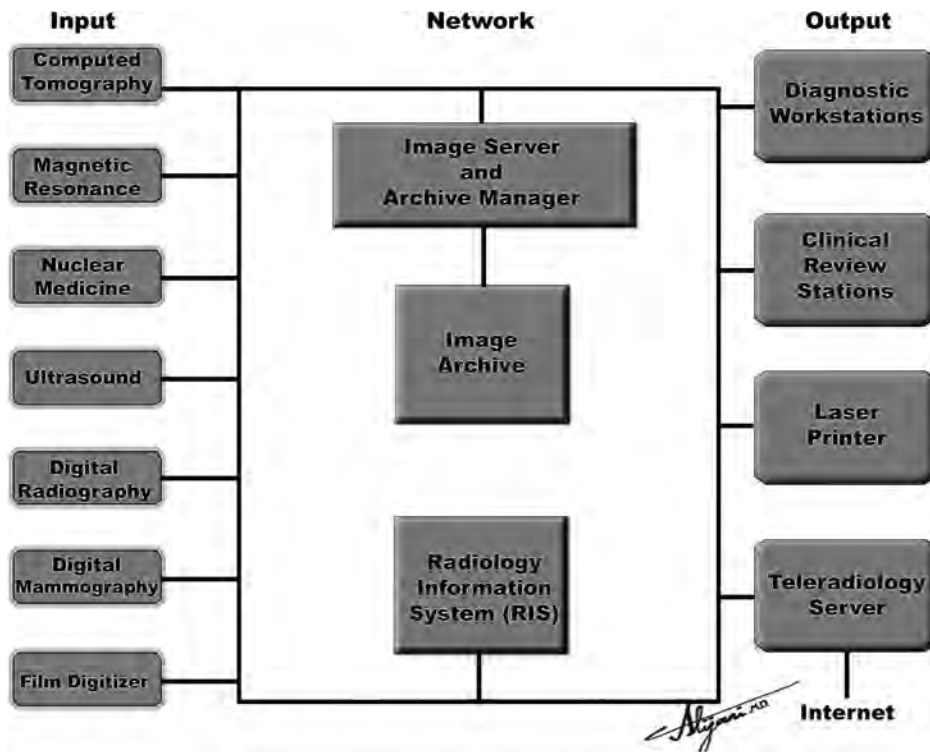 Input
Network
Output
Computed
Tomography
Magnetic
Resonance
Nuclear
Medicine
Ultrasound
Digital
Radiography
Digital
Mammography
Film Digitizer
Image Server
and
Archive Manager
Image
Archive
Radiology
Information
System (RIS)
Diagnostic
Workstations
Clinical
Review
Stations
Laser
Printer
Teleradiology
Server
Internet
M.D.